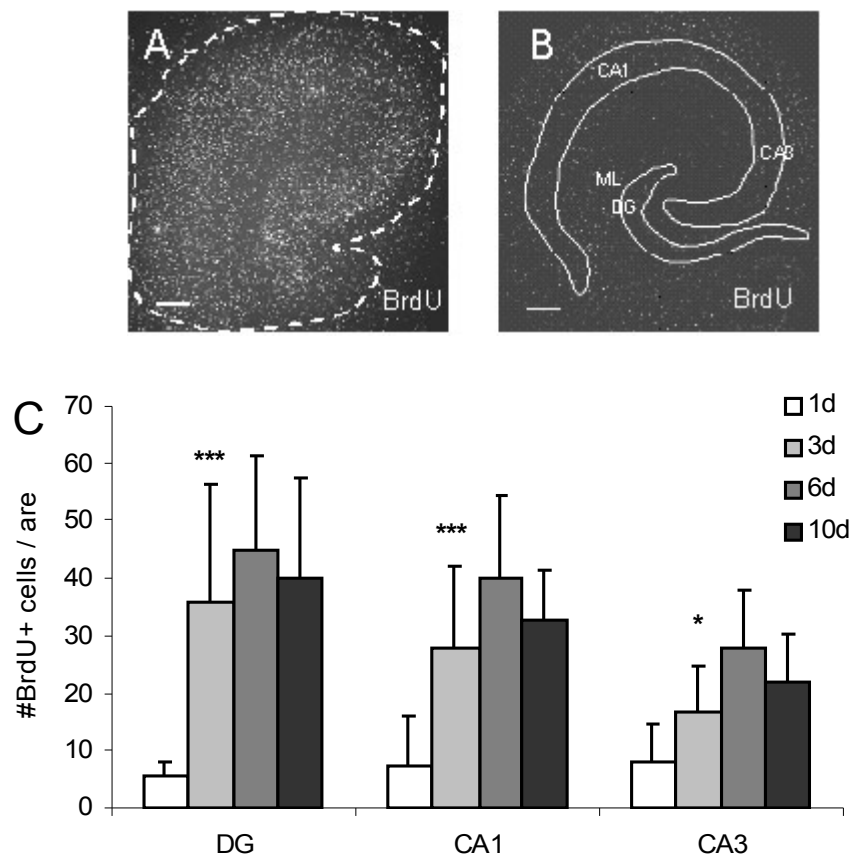 A
BrdU
B
CA1
CA3
ML
DG
BrdU
C
#BrdU+ cells / are
70
60
50
40
30
20
10
0
***
***
*
1d
3d
6d
10d
DG
CA1
CA3